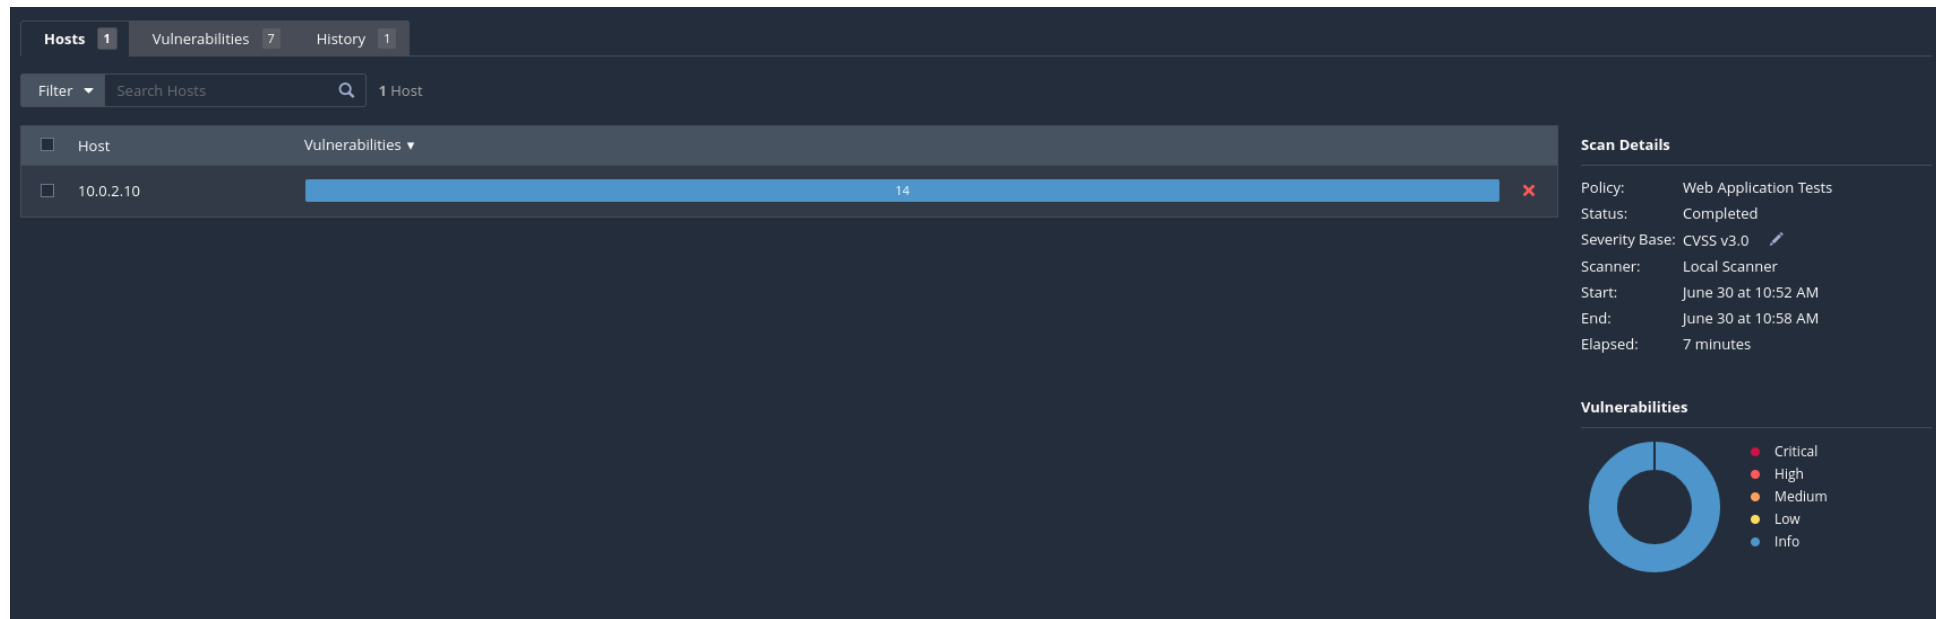 Hosts 1 Vulnerabilities 7 History 1
Filter Search Hosts 1 Host
Host Vulnerabilities
10.0.2.10 14
Scan Details
Policy: Web Application Tests
Status: Completed
Severity Base: CVSS v3.0
Scanner: Local Scanner
Start: June 30 at 10:52 AM
End: June 30 at 10:58 AM
Elapsed: 7 minutes
Vulnerabilities
Critical
High
Medium
Low
Info